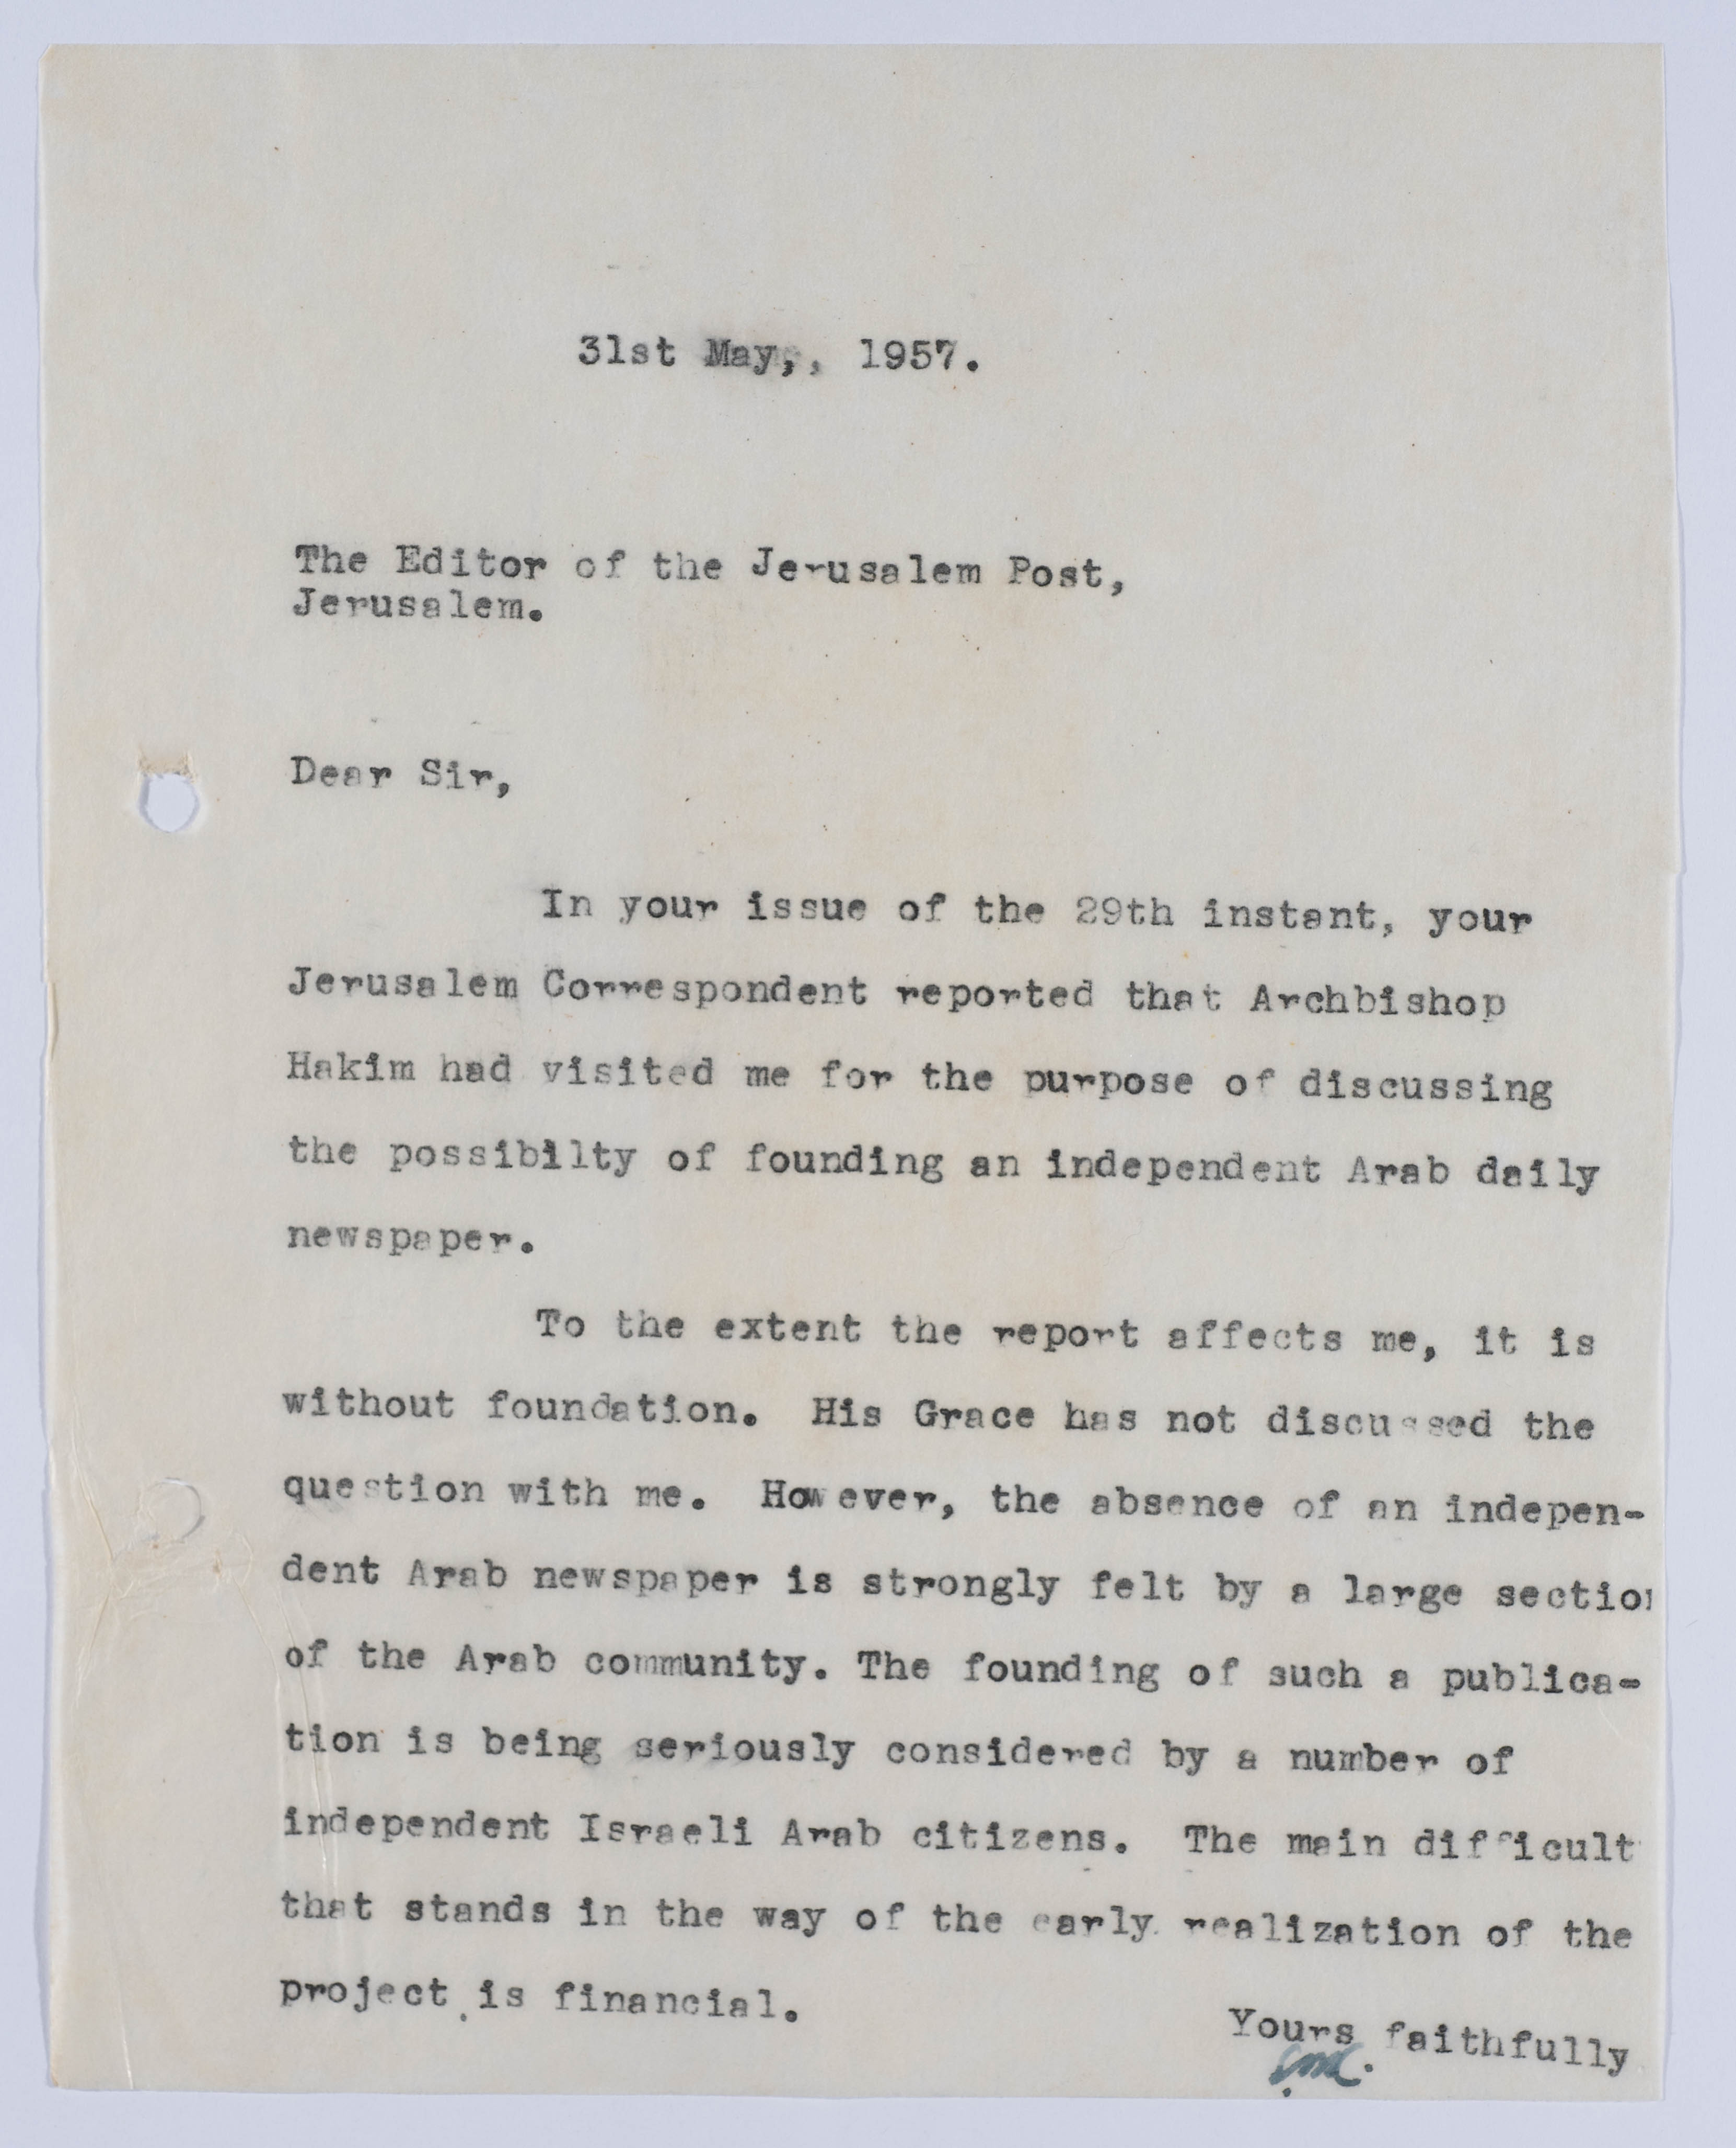 31st May,, 1957.
The Editor of the Jerusalem Post,
Jerusalem.
Dear Sir,
In your issue of the 29th instant, your
Jerusalem Correspondent reported that Archbishop
Hakim had visited me for the purpose of discussing
the possibilty of founding an independent Arab daily
newspaper.
To the extent the report affects me, it is
without foundation. His Grace has not discussed the
question with me. However, the absence of an indepen-
dent Arab newspaper is strongly felt by a large section
of the Arab community. The founding of such a publica-
tion is being seriously considered by a number of
independent Israeli Arab citizens. The main difficult
that stands in the way of the early realization of the
project is financial.
Yours faithfully